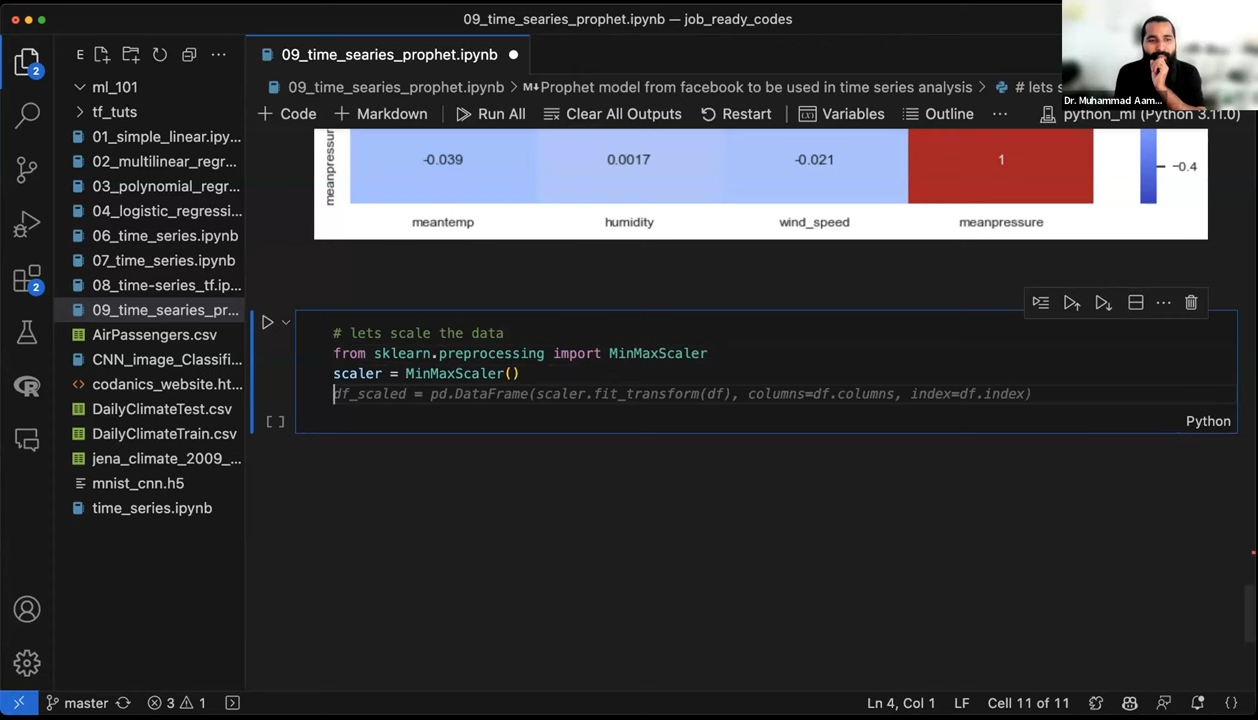 09_time_searies_prophet.ipynb — job_ready_codes
E
09_time_searies_prophet.ipynb
2
ml_101
tf_tuts
01_simple_linear.ipy...
02_multilinear_regr...
03_polynomial_regr...
04_logistic_regressi...
06_time_series.ipynb
07_time_series.ipynb
08_time-series_tf.ip...
09_time_searies_pr...
AirPassengers.csv
CNN_image_Classifi...
codanics_website.ht...
DailyClimateTest.csv
DailyClimateTrain.csv
jena_climate_2009_...
mnist_cnn.h5
time_series.ipynb
2
09_time_searies_prophet.ipynb > M↓Prophet model from facebook to be used in time series analysis > # lets s
+ Code + Markdown Run All Clear All Outputs Restart Variables Outline ...
python_ml (Python 3.11.0)
Dr. Muhammad Aam...
meanpressure
-0.039 0.0017 -0.021 1
−0.4
meantemp humidity wind_speed meanpressure
# lets scale the data
from sklearn.preprocessing import MinMaxScaler
scaler = MinMaxScaler()
df_scaled = pd.DataFrame(scaler.fit_transform(df), columns=df.columns, index=df.index)
[ ]
Python
master 3 1
Ln 4, Col 1 LF Cell 11 of 11